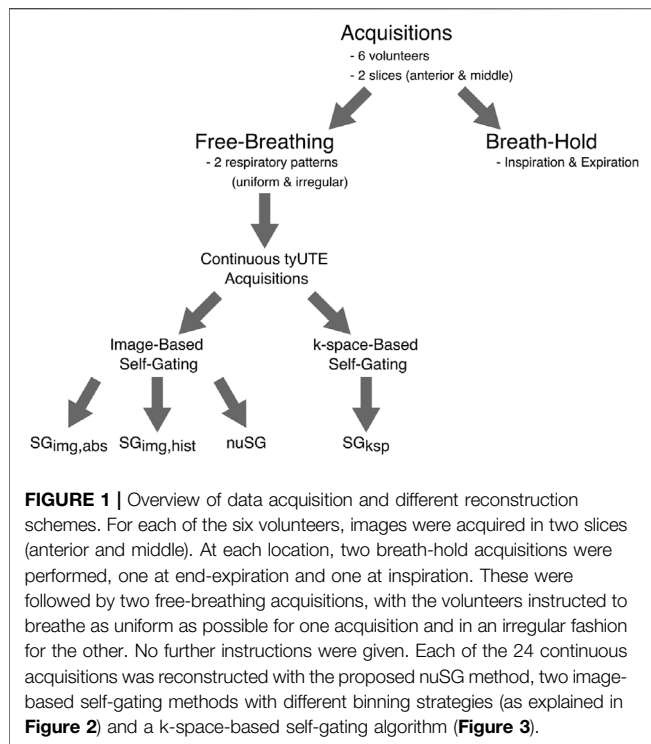 Acquisitions
- 6 volunteers
- 2 slices (anterior & middle)
Free-Breathing
- 2 respiratory patterns
(uniform & irregular)
Breath-Hold
- Inspiration & Expiration
Continuous tyUTE
Acquisitions
Image-Based
Self-Gating
k-space-Based
Self-Gating
SGimg,abs SGimg,hist nuSG SGksp
FIGURE 1 | Overview of data acquisition and different reconstruction
schemes. For each of the six volunteers, images were acquired in two slices
(anterior and middle). At each location, two breath-hold acquisitions were
performed, one at end-expiration and one at inspiration. These were
followed by two free-breathing acquisitions, with the volunteers instructed to
breathe as uniform as possible for one acquisition and in an irregular fashion
for the other. No further instructions were given. Each of the 24 continuous
acquisitions was reconstructed with the proposed nuSG method, two image-
based self-gating methods with different binning strategies (as explained in
Figure 2) and a k-space-based self-gating algorithm (Figure 3).